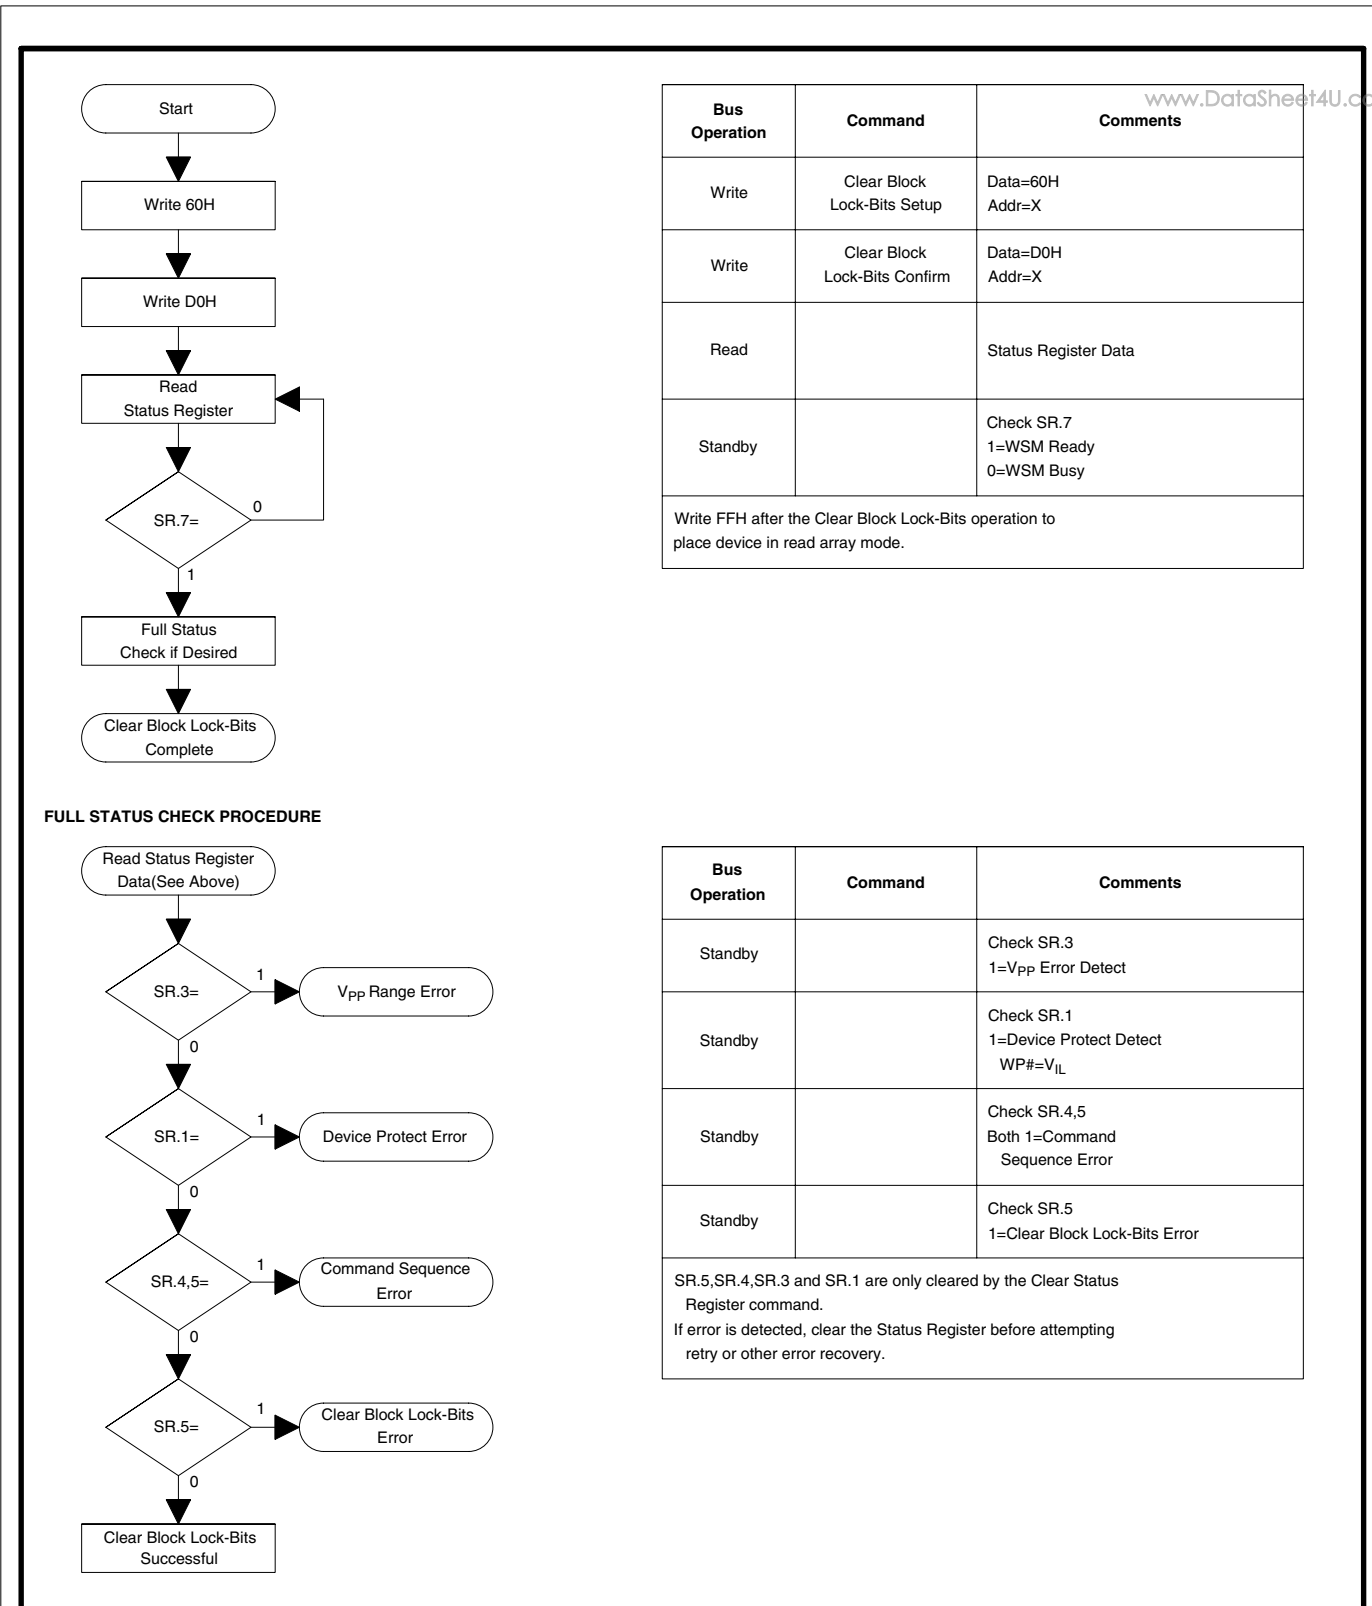 www.DataSheet4U.co
Start
Write 60H
Write D0H
Read
Status Register
SR.7=
0
1
Full Status
Check if Desired
Clear Block Lock-Bits
Complete
Bus
Operation
Command
Comments
Write
Clear Block
Lock-Bits Setup
Data=60H
Addr=X
Write
Clear Block
Lock-Bits Confirm
Data=D0H
Addr=X
Read
Status Register Data
Standby
Check SR.7
1=WSM Ready
0=WSM Busy
Write FFH after the Clear Block Lock-Bits operation to
place device in read array mode.
FULL STATUS CHECK PROCEDURE
Read Status Register
Data(See Above)
SR.3=
1
VPP Range Error
0
SR.1=
1
Device Protect Error
0
SR.4,5=
1
Command Sequence
Error
0
SR.5=
1
Clear Block Lock-Bits
Error
0
Clear Block Lock-Bits
Successful
Bus
Operation
Command
Comments
Standby
Check SR.3
1=VPP Error Detect
Standby
Check SR.1
1=Device Protect Detect
WP#=VIL
Standby
Check SR.4,5
Both 1=Command
Sequence Error
Standby
Check SR.5
1=Clear Block Lock-Bits Error
SR.5,SR.4,SR.3 and SR.1 are only cleared by the Clear Status
Register command.
If error is detected, clear the Status Register before attempting
retry or other error recovery.